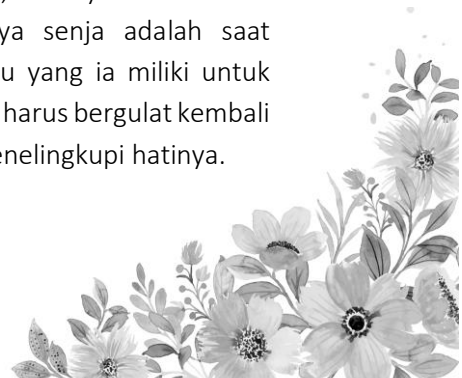 ya senja adalah saat
u yang ia miliki untuk
harus bergulat kembali
enelingkupi hatinya.